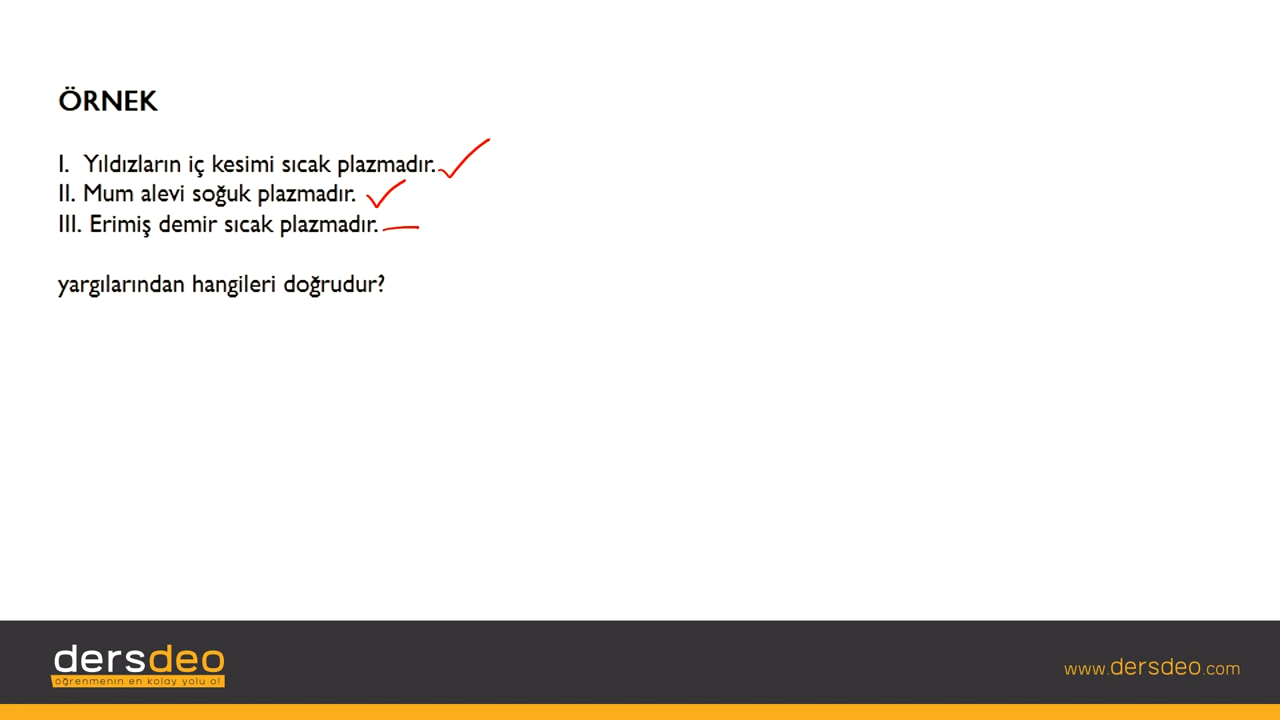 ÖRNEK
I. Yıldızların iç kesimi sıcak plazmadır.
II. Mum alevi soğuk plazmadır.
III. Erimiş demir sıcak plazmadır.
yargılarından hangileri doğrudur?
dersdeo
öğrenmenin en kolay yolu o!
www.dersdeo.com